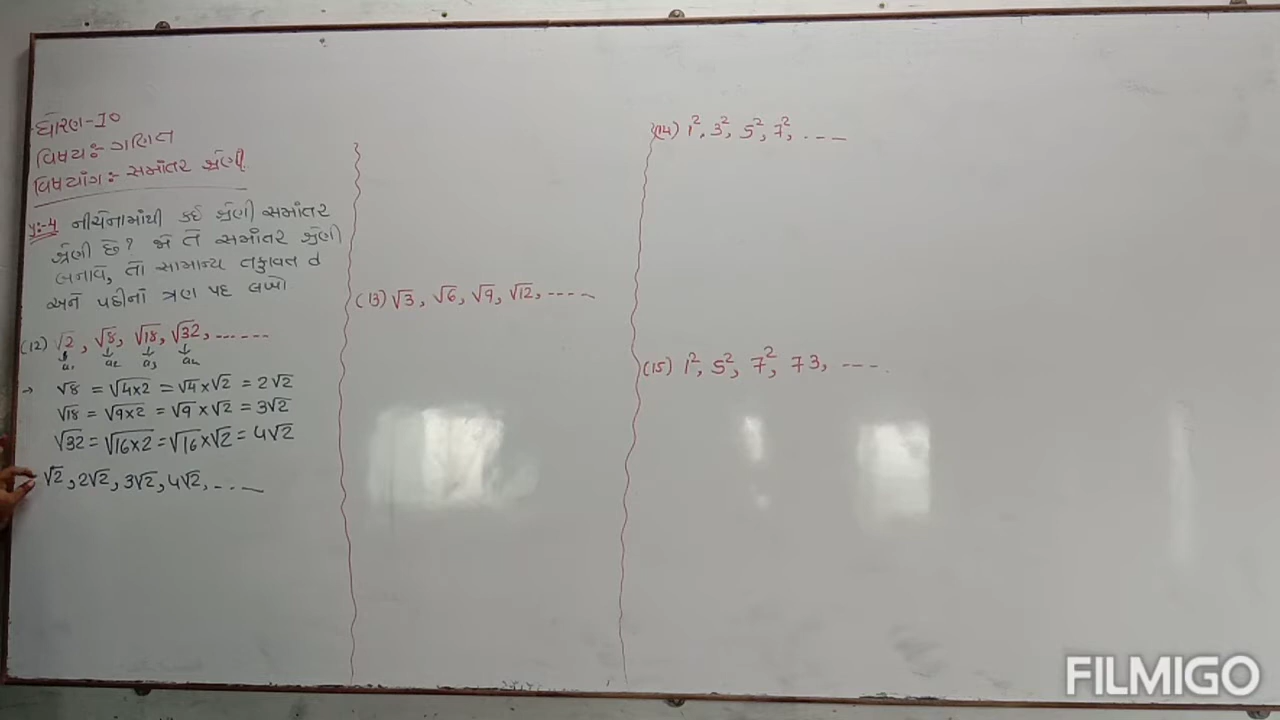 ધોરણ-10
વિષય:- ગણિત
વિષયાંગ:- સમાંતર શ્રેણી
પ્ર:-4 નીચેનામાંથી કઈ શ્રેણી સમાંતર
શ્રેણી છે? જો તે સમાંતર શ્રેણી
બનાવે, તો સામાન્ય તફાવત d
અને પછીનાં ત્રણ પદ લખો
(12) √2, √8, √18, √32, ......
a₁ a₂ a₃ a₄
→ √8 = √4×2 = √4×√2 = 2√2
√18 = √9×2 = √9×√2 = 3√2
√32 = √16×2 = √16×√2 = 4√2
√2, 2√2, 3√2, 4√2, ----
(13) √3, √6, √9, √12, -----
(14) 1², 3², 5², 7², ---
(15) 1², 5², 7², 73, ---.
FILMIGO